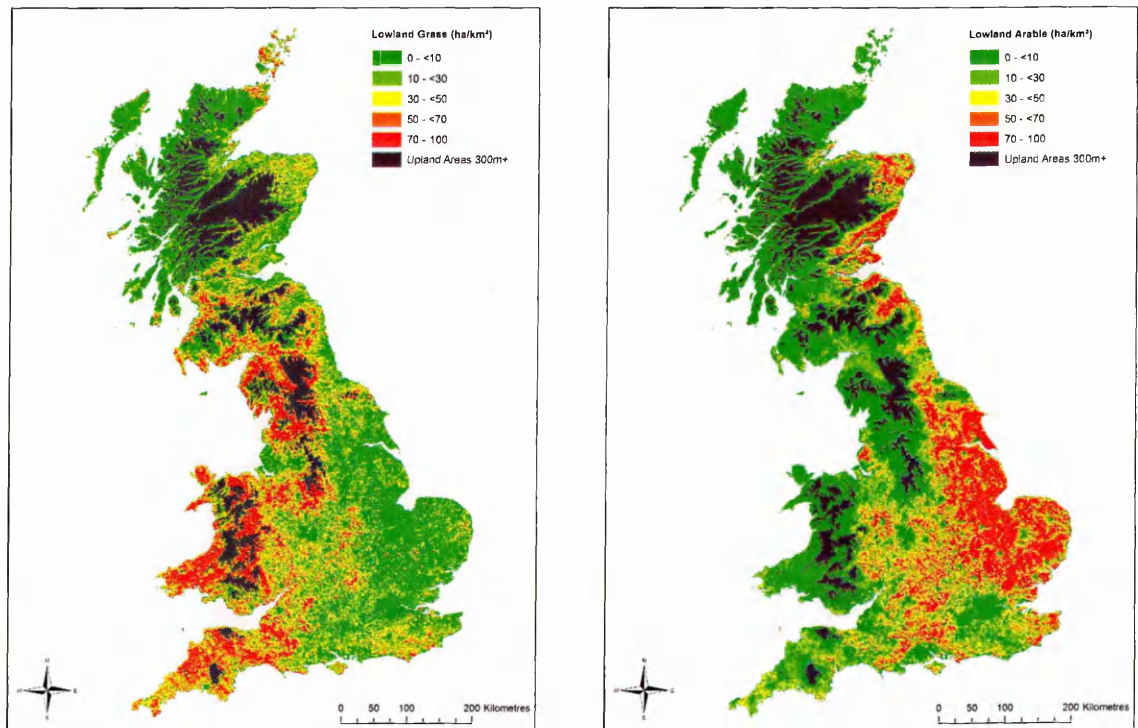 Lowland Grass (ha/km²)
0 - <10
10 - <30
30 - <50
50 - <70
70 - 100
Upland Areas 300m+
N
W E
S
0 50 100 200 Kilometres
Lowland Arable (ha/km²)
0 - <10
10 - <30
30 - <50
50 - <70
70 - 100
Upland Areas 300m+
N
W E
S
0 50 100 200 Kilometres